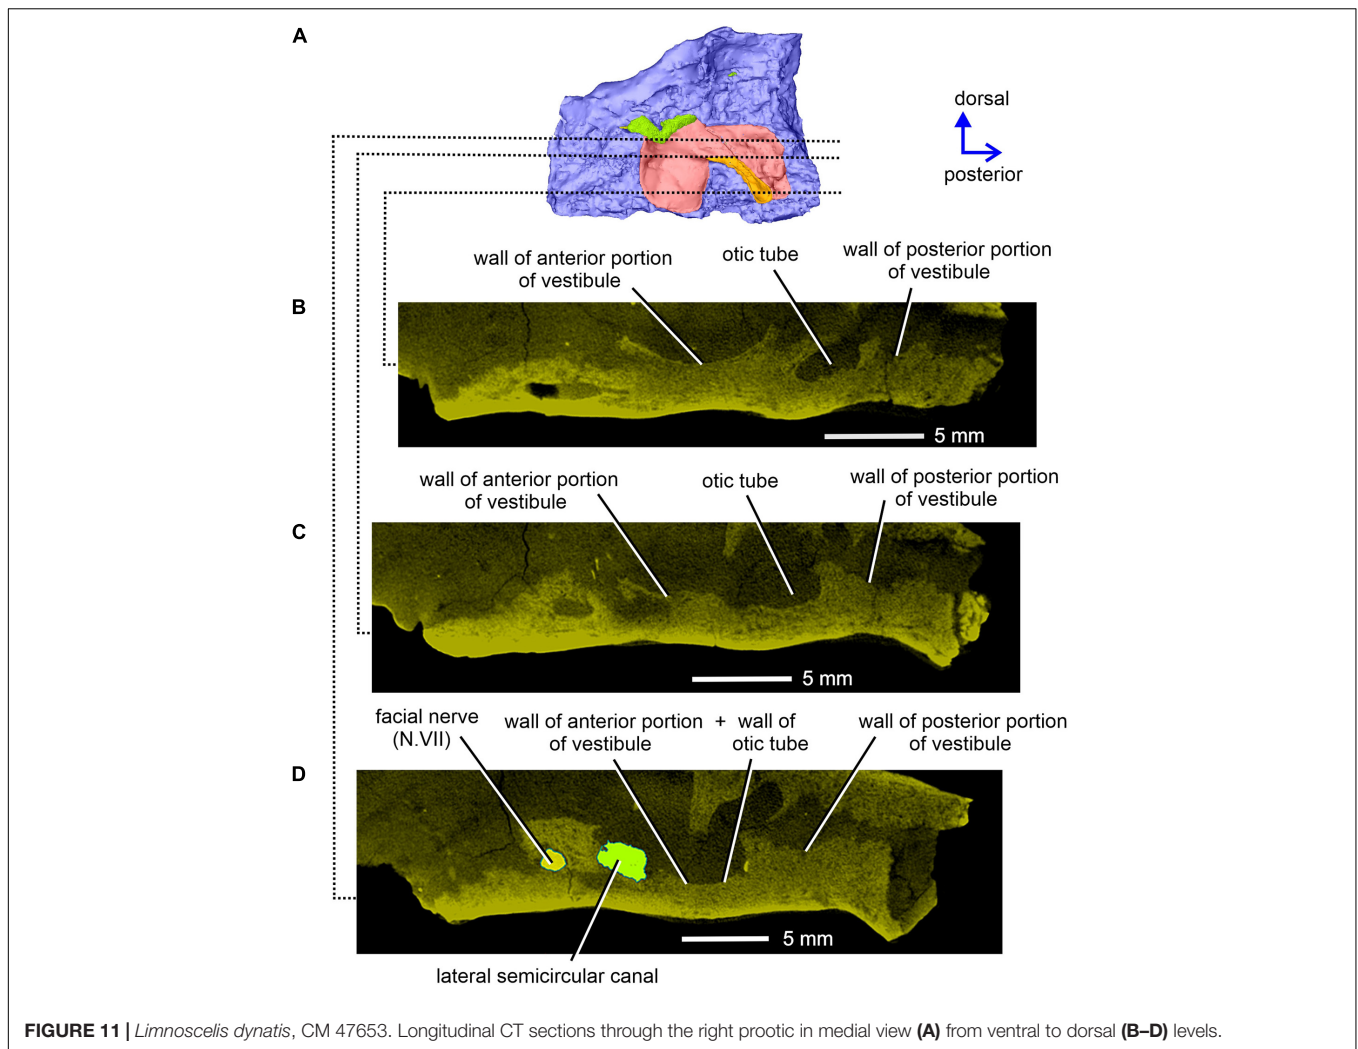 A
dorsal
posterior
wall of anterior portion
of vestibule
otic tube
wall of posterior portion
of vestibule
B
5 mm
wall of anterior portion
of vestibule
otic tube
wall of posterior portion
of vestibule
C
5 mm
facial nerve
(N.VII)
wall of anterior portion
of vestibule
+ wall of
otic tube
wall of posterior portion
of vestibule
D
5 mm
lateral semicircular canal
FIGURE 11 | Limnoscelis dynatis, CM 47653. Longitudinal CT sections through the right prootic in medial view (A) from ventral to dorsal (B–D) levels.